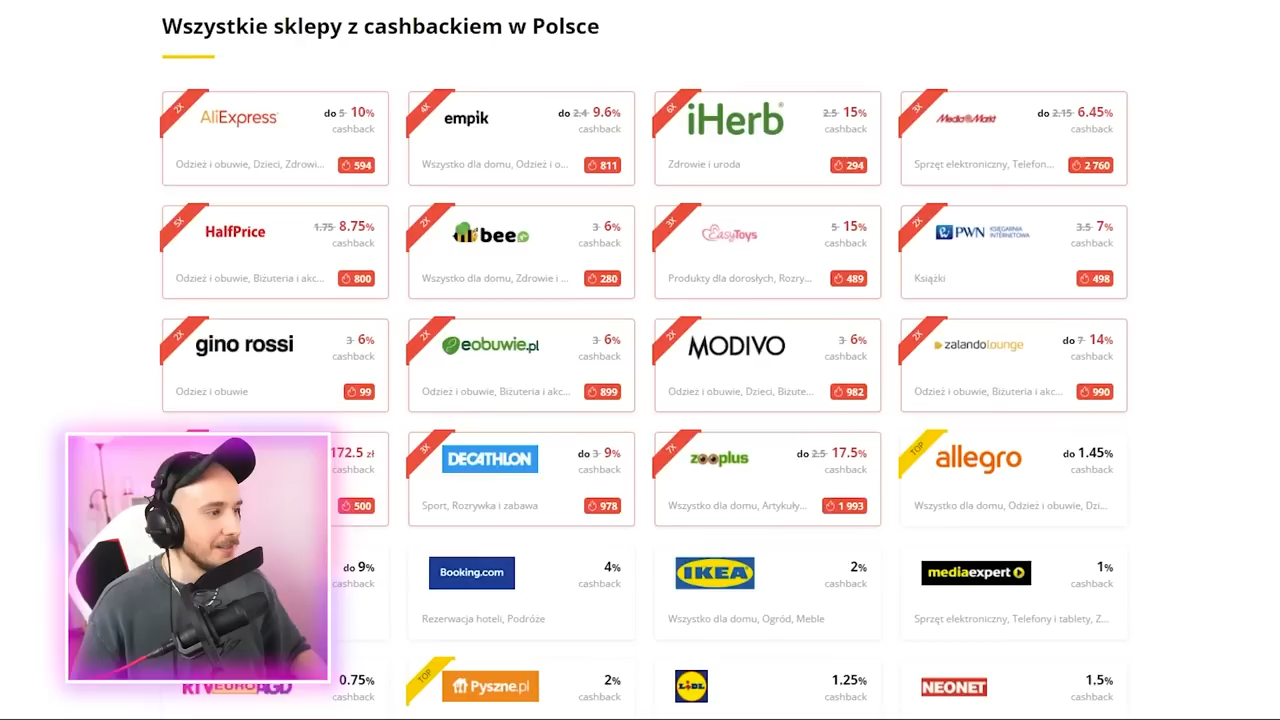 Wszystkie sklepy z cashbackiem w Polsce
2X AliExpress do 5 10%
cashback
Odzież i obuwie, Dzieci, Zdrowi... 594
4X empik do 2.4 9.6%
cashback
Wszystko dla domu, Odzież i o... 811
6X iHerb 2.5 15%
cashback
Zdrowie i uroda 294
3X Media Markt do 2.15 6.45%
cashback
Sprzęt elektroniczny, Telefon... 2 760
5X HalfPrice 1.75 8.75%
cashback
Odzież i obuwie, Biżuteria i akc... 800
2X bee 3 6%
cashback
Wszystko dla domu, Zdrowie i ... 280
3X EasyToys 5 15%
cashback
Produkty dla dorosłych, Rozry... 489
2X PWN KSIĘGARNIA INTERNETOWA 3.5 7%
cashback
Książki 498
2X gino rossi 3 6%
cashback
Odzież i obuwie 99
2X eobuwie.pl 3 6%
cashback
Odzież i obuwie, Biżuteria i akc... 899
2X MODIVO 3 6%
cashback
Odzież i obuwie, Dzieci, Biżute... 982
2X zalandolounge do 7 14%
cashback
Odzież i obuwie, Biżuteria i akc... 990
172.5 zł
cashback
500
3X DECATHLON do 3 9%
cashback
Sport, Rozrywka i zabawa 978
7X zooplus do 2.5 17.5%
cashback
Wszystko dla domu, Artykuły... 1 993
TOP allegro do 1.45%
cashback
Wszystko dla domu, Odzież i obuwie, Dzi...
do 9%
cashback
Booking.com 4%
cashback
Rezerwacja hoteli, Podróże
IKEA 2%
cashback
Wszystko dla domu, Ogród, Meble
mediaexpert 1%
cashback
Sprzęt elektroniczny, Telefony i tablety, Z...
RTV EURO AGD 0.75%
cashback
TOP Pyszne.pl 2%
cashback
LIDL 1.25%
cashback
NEONET 1.5%
cashback